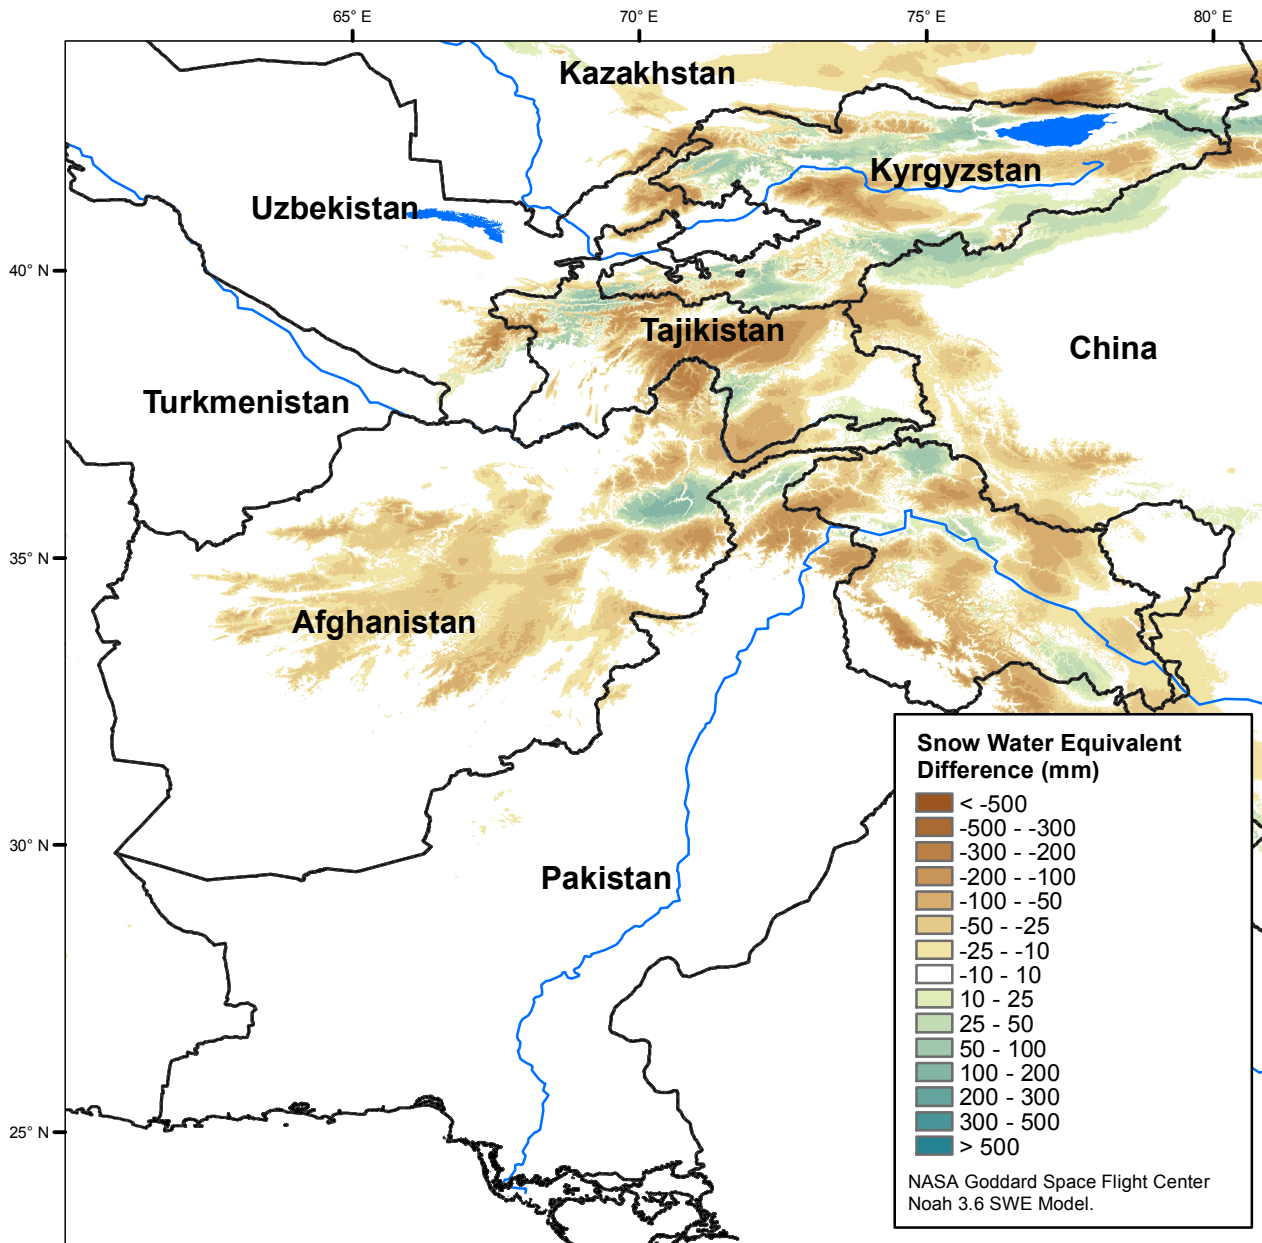 65° E
70° E
75° E
80° E
Kazakhstan
Kyrgyzstan
Uzbekistan
40° N
Tajikistan
China
Turkmenistan
35° N
Afghanistan
30° N
Pakistan
25° N
Snow Water Equivalent
Difference (mm)
< -500
-500 - -300
-300 - -200
-200 - -100
-100 - -50
-50 - -25
-25 - -10
-10 - 10
10 - 25
25 - 50
50 - 100
100 - 200
200 - 300
300 - 500
> 500
NASA Goddard Space Flight Center
Noah 3.6 SWE Model.